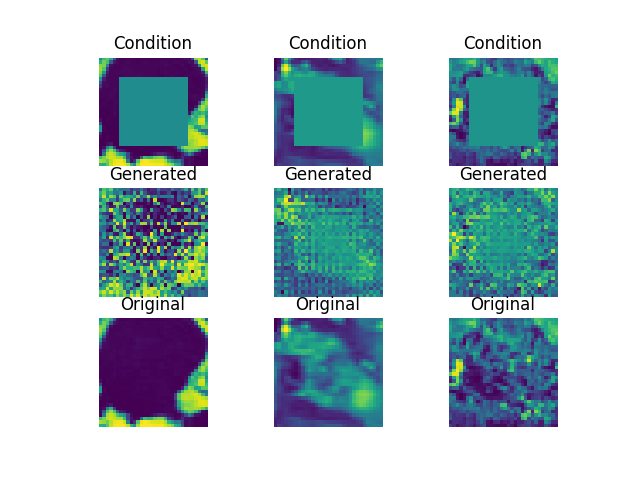 Condition Condition Condition
Generated Generated Generated
Original Original Original